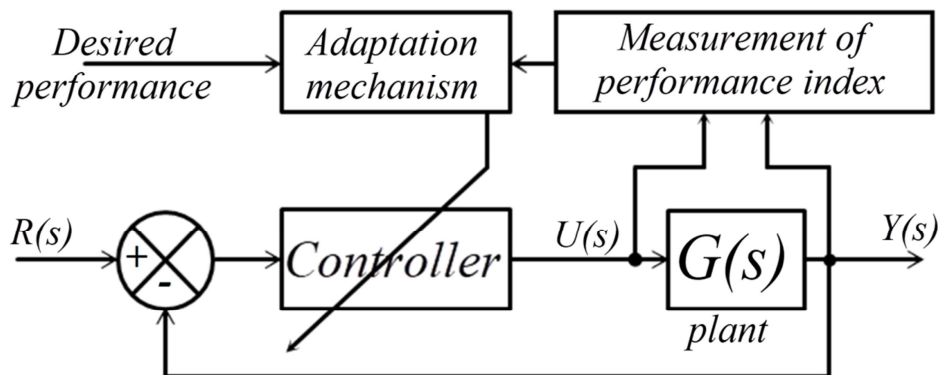 Desired
performance
Adaptation
mechanism
Measurement of
performance index
R(s)
+
-
Controller
U(s)
G(s)
plant
Y(s)